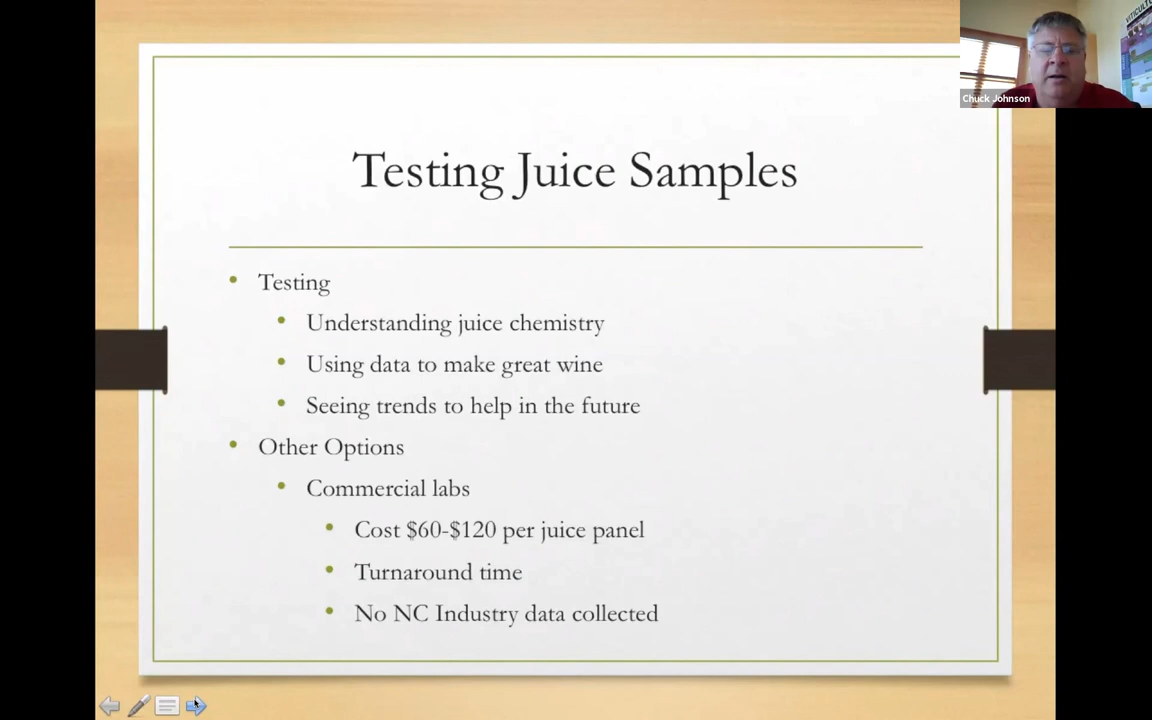 Testing Juice Samples
Testing
Understanding juice chemistry
Using data to make great wine
Seeing trends to help in the future
Other Options
Commercial labs
Cost $60-$120 per juice panel
Turnaround time
No NC Industry data collected
Chuck Johnson